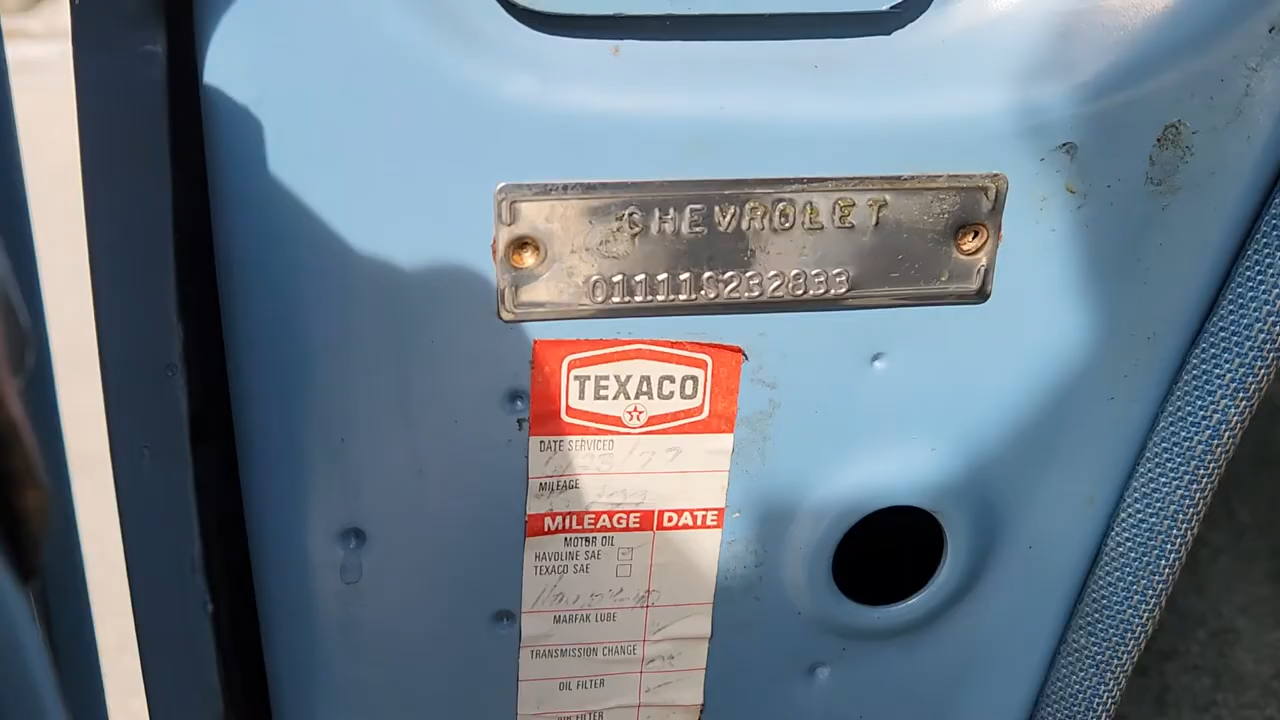 CHEVROLET
01111S232833
TEXACO
DATE SERVICED
MILEAGE
MILEAGE DATE
MOTOR OIL
HAVOLINE SAE
TEXACO SAE
MARFAK LUBE
TRANSMISSION CHANGE
OIL FILTER
FILTER